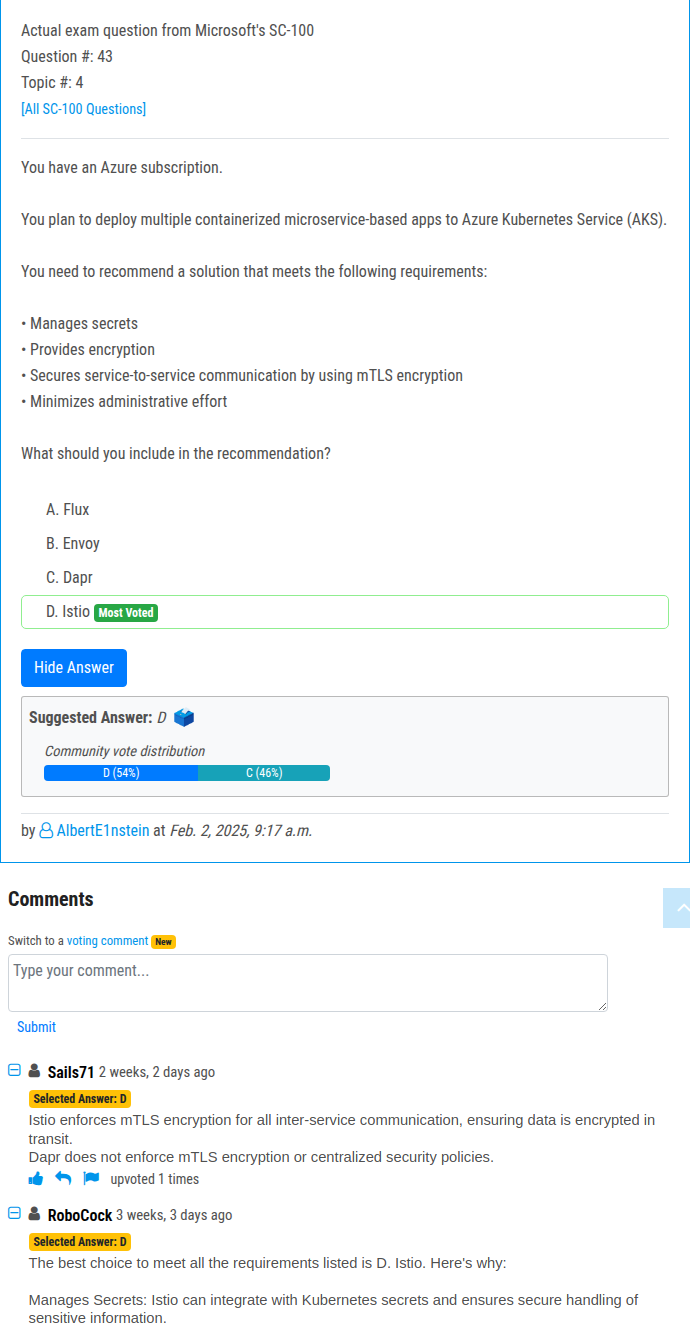 Actual exam question from Microsoft's SC-100
Question #: 43
Topic #: 4
[All SC-100 Questions]
You have an Azure subscription.
You plan to deploy multiple containerized microservice-based apps to Azure Kubernetes Service (AKS).
You need to recommend a solution that meets the following requirements:
• Manages secrets
• Provides encryption
• Secures service-to-service communication by using mTLS encryption
• Minimizes administrative effort
What should you include in the recommendation?
A. Flux
B. Envoy
C. Dapr
D. Istio Most Voted
Hide Answer
Suggested Answer: D
Community vote distribution
D (54%) C (46%)
by AlbertE1nstein at Feb. 2, 2025, 9:17 a.m.
Comments
Switch to a voting comment New
Type your comment...
Submit
Sails71 2 weeks, 2 days ago
Selected Answer: D
Istio enforces mTLS encryption for all inter-service communication, ensuring data is encrypted in
transit.
Dapr does not enforce mTLS encryption or centralized security policies.
upvoted 1 times
RoboCock 3 weeks, 3 days ago
Selected Answer: D
The best choice to meet all the requirements listed is D. Istio. Here's why:
Manages Secrets: Istio can integrate with Kubernetes secrets and ensures secure handling of
sensitive information.